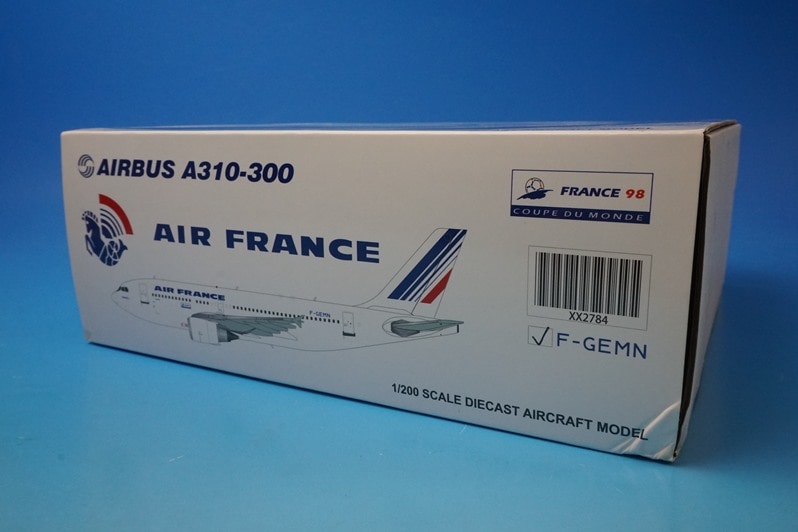 AIRBUS A310-300
FRANCE 98
COUPE DU MONDE
AIR FRANCE
AIR FRANCE
F-GEMN
XX2784
F-GEMN
1/200 SCALE DIECAST AIRCRAFT MODEL